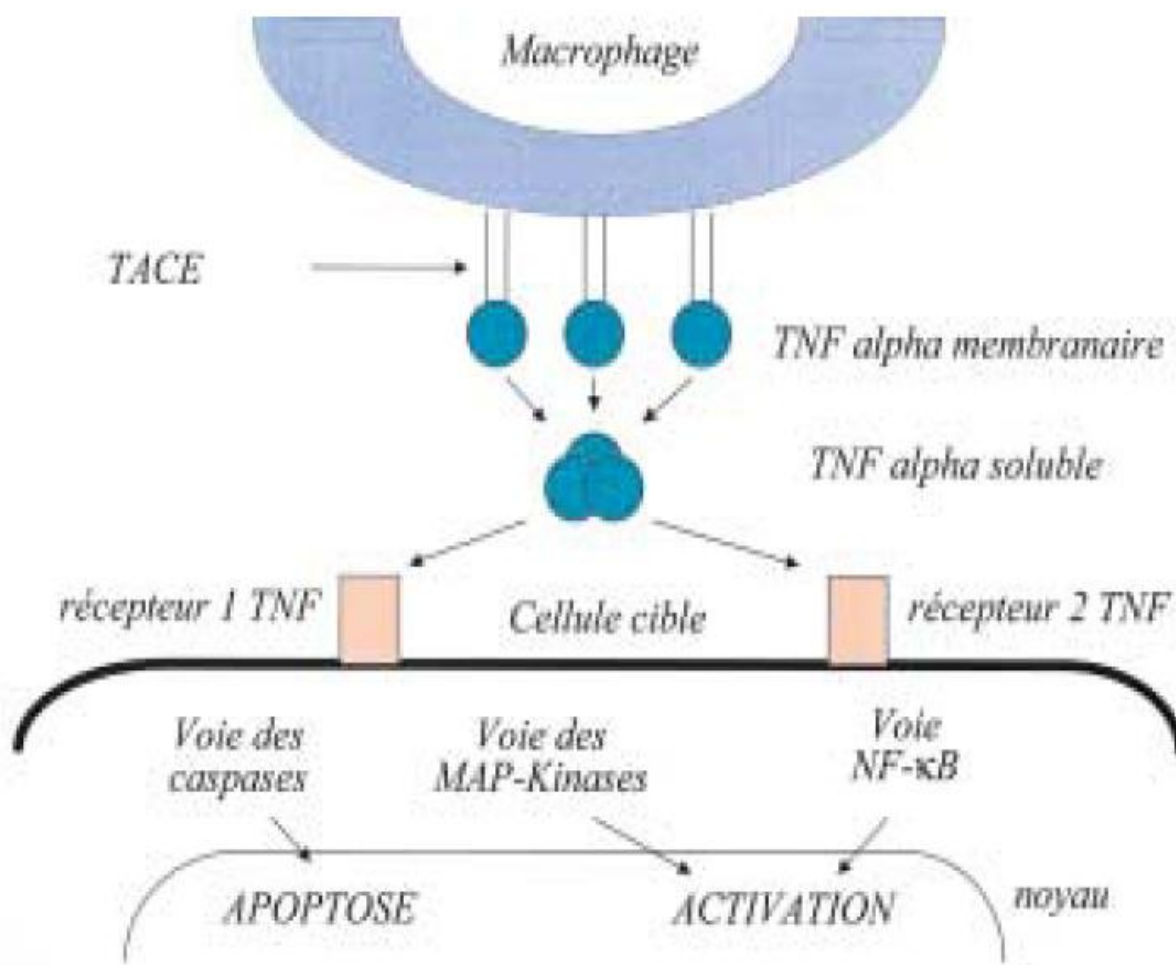 Macrophage
TACE
TNF alpha membranaire
TNF alpha soluble
récepteur 1 TNF
Cellule cible
récepteur 2 TNF
Voie des
caspases
Voie des
MAP-Kinases
Voie
NF-κB
APOPTOSE
ACTIVATION
noyau